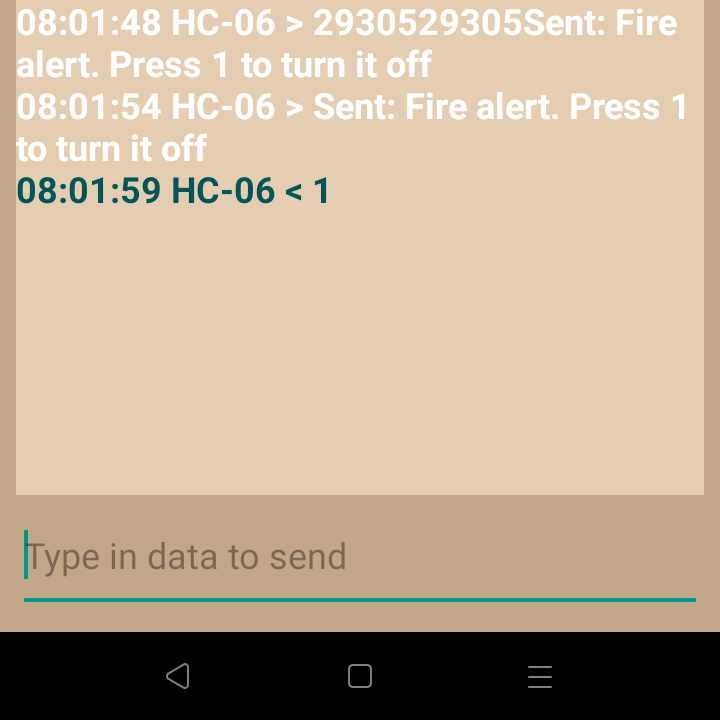 08:01:48 HC-06 > 2930529305Sent: Fire
alert. Press 1 to turn it off
08:01:54 HC-06 > Sent: Fire alert. Press 1
to turn it off
08:01:59 HC-06 < 1
Type in data to send